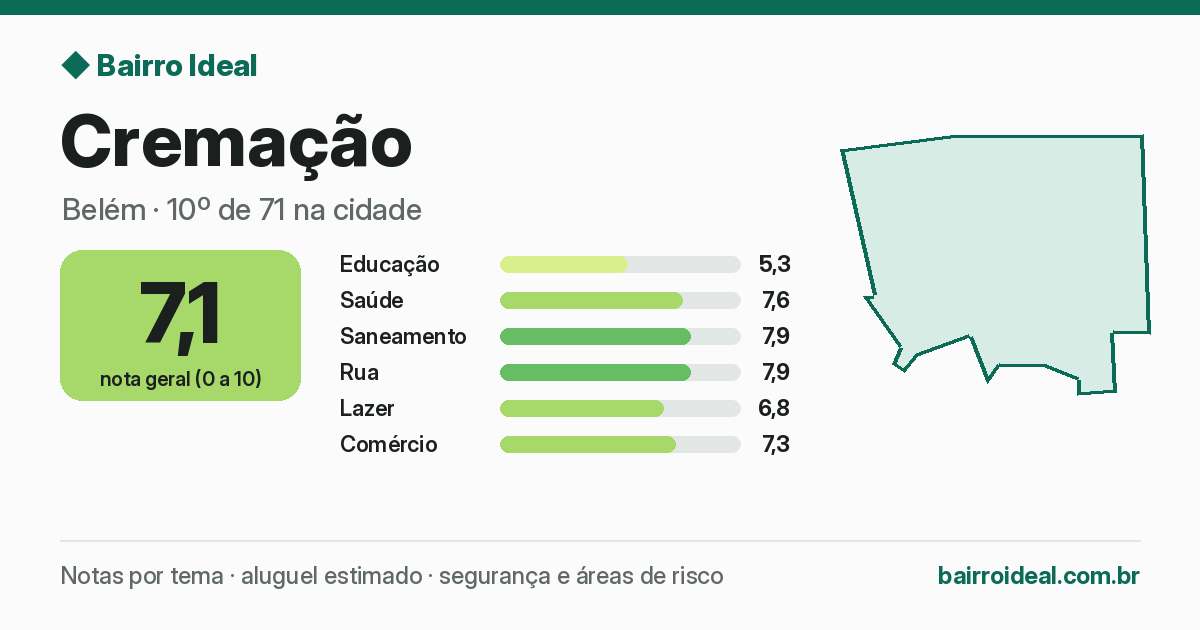 Bairro Ideal
Cremação
Belém · 10º de 71 na cidade
7,1
nota geral (0 a 10)
Educação 5,3
Saúde 7,6
Saneamento 7,9
Rua 7,9
Lazer 6,8
Comércio 7,3
Notas por tema · aluguel estimado · segurança e áreas de risco
bairroideal.com.br